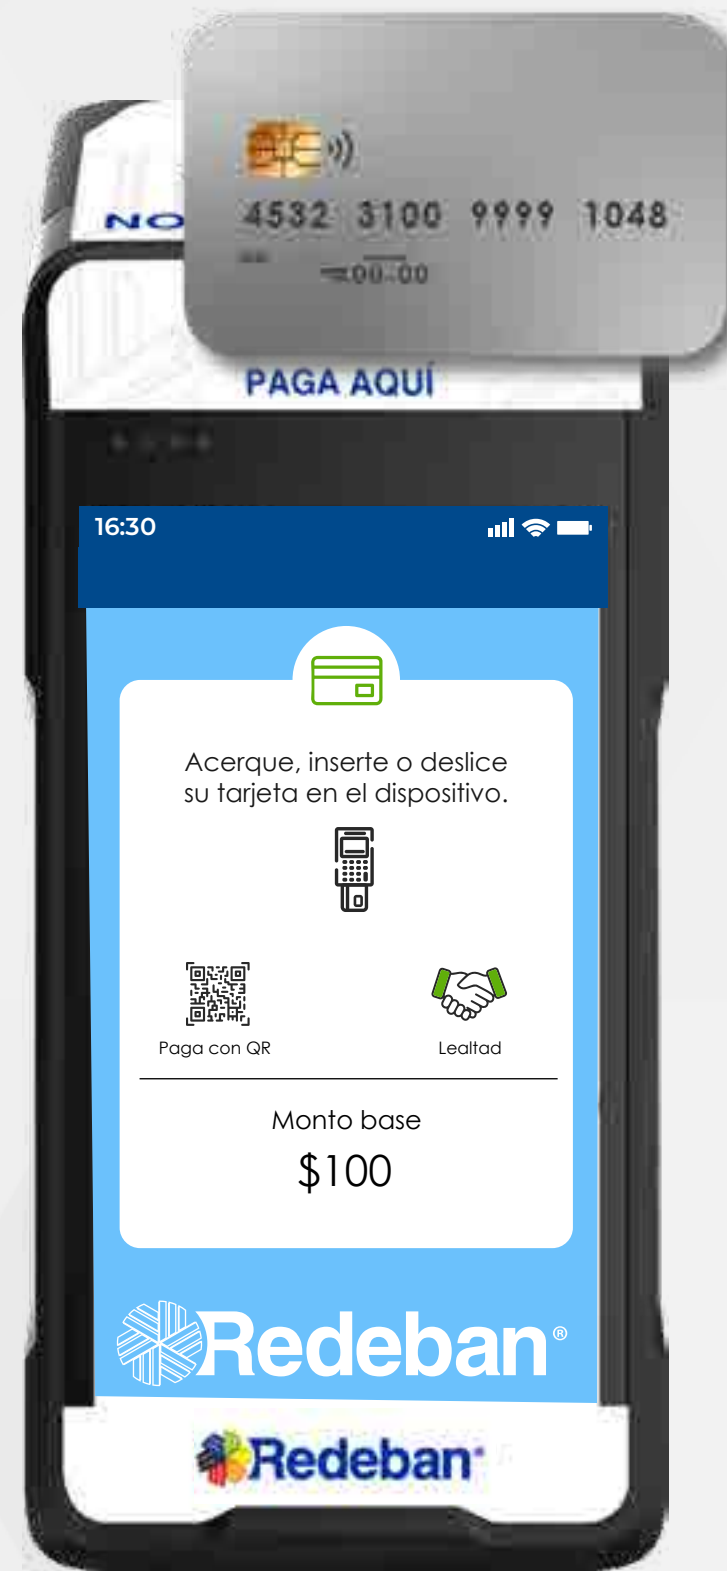 4532 3100 9999 1048
00-00
NO
PAGA AQUÍ
16:30
Acerque, inserte o deslice
su tarjeta en el dispositivo.
Paga con QR
Lealtad
Monto base
$100
Redeban®
Redeban®